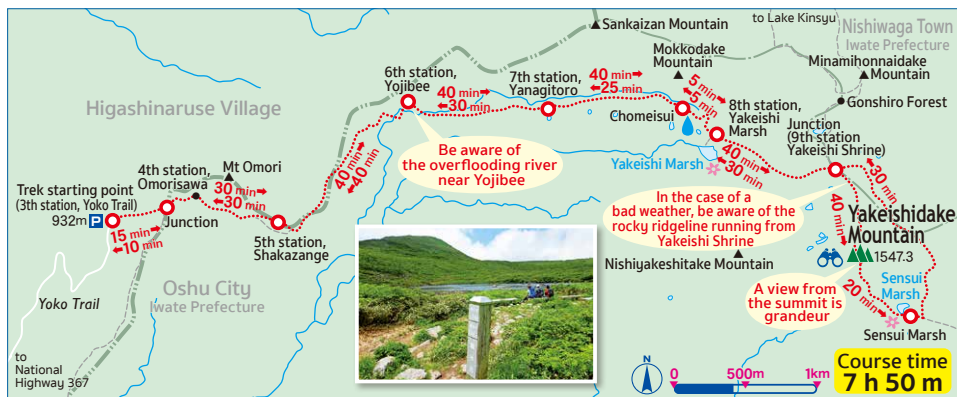 Sankaizan Mountain
to Lake Kinsyu
Nishiwaga Town
Iwate Prefecture
Mokkodake
Mountain
Minamihonnaidake
Mountain
6th station,
Yojibee
40 min
30 min
7th station,
Yanagitoro
40 min
25 min
5 min
5 min
Gonshiro Forest
Higashinaruse Village
Chomeisui
8th station,
Yakeishi
Marsh
Junction
(9th station
Yakeishi Shrine)
Be aware of
the overflooding river
near Yojibee
Yakeishi Marsh
40 min
30 min
4th station,
Omorisawa
Mt Omori
30 min
30 min
40 min
40 min
Trek starting point
(3th station, Yoko Trail)
932m P
15 min
10 min
Junction
5th station,
Shakazange
In the case of a
bad weather, be aware of the
rocky ridgeline running from
Yakeishi Shrine
40 min
30 min
Yakeishidake
Mountain
1547.3
Nishiyakeshitake Mountain
Oshu City
Iwate Prefecture
Yoko Trail
A view from
the summit is
grandeur
Sensui
Marsh
20 min
Sensui Marsh
to
National
Highway 367
N
0 500m 1km
Course time
7 h 50 m